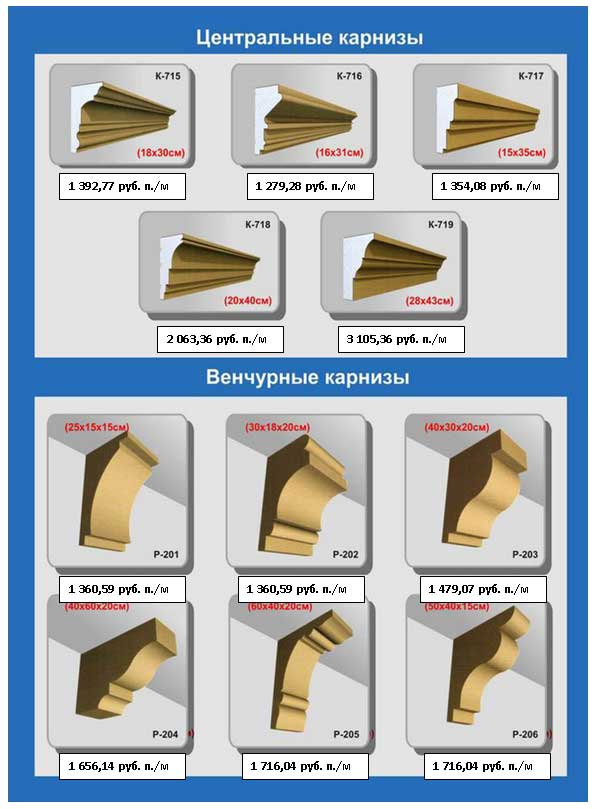 Центральные карнизы
К-715 К-716 К-717
(18х30см) (16х31см) (15х35см)
1 392,77 руб. п./м 1 279,28 руб. п./м 1 354,08 руб. п./м
К-718 К-719
(20х40см) (28х43см)
2 063,36 руб. п./м 3 105,36 руб. п./м
Венчурные карнизы
(25х15х15см) (30х18х20см) (40х30х20см)
Р-201 Р-202 Р-203
1 360,59 руб. п./м 1 360,59 руб. п./м 1 479,07 руб. п./м
(40х60х20см) (60х40х20см) (50х40х15см)
Р-204 Р-205 Р-206
1 656,14 руб. п./м 1 716,04 руб. п./м 1 716,04 руб. п./м